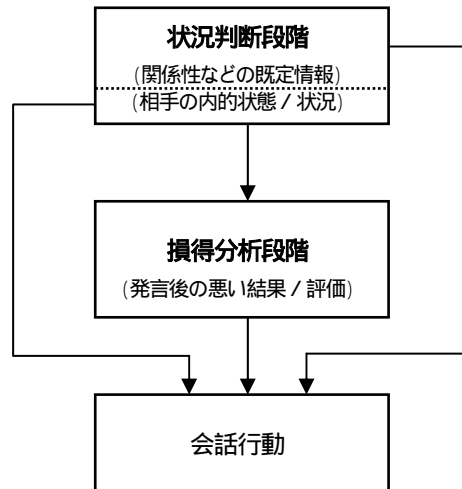 状況判断段階
(関係性などの既定情報)
(相手の内的状態 / 状況)
損得分析段階
(発言後の悪い結果 / 評価)
会話行動